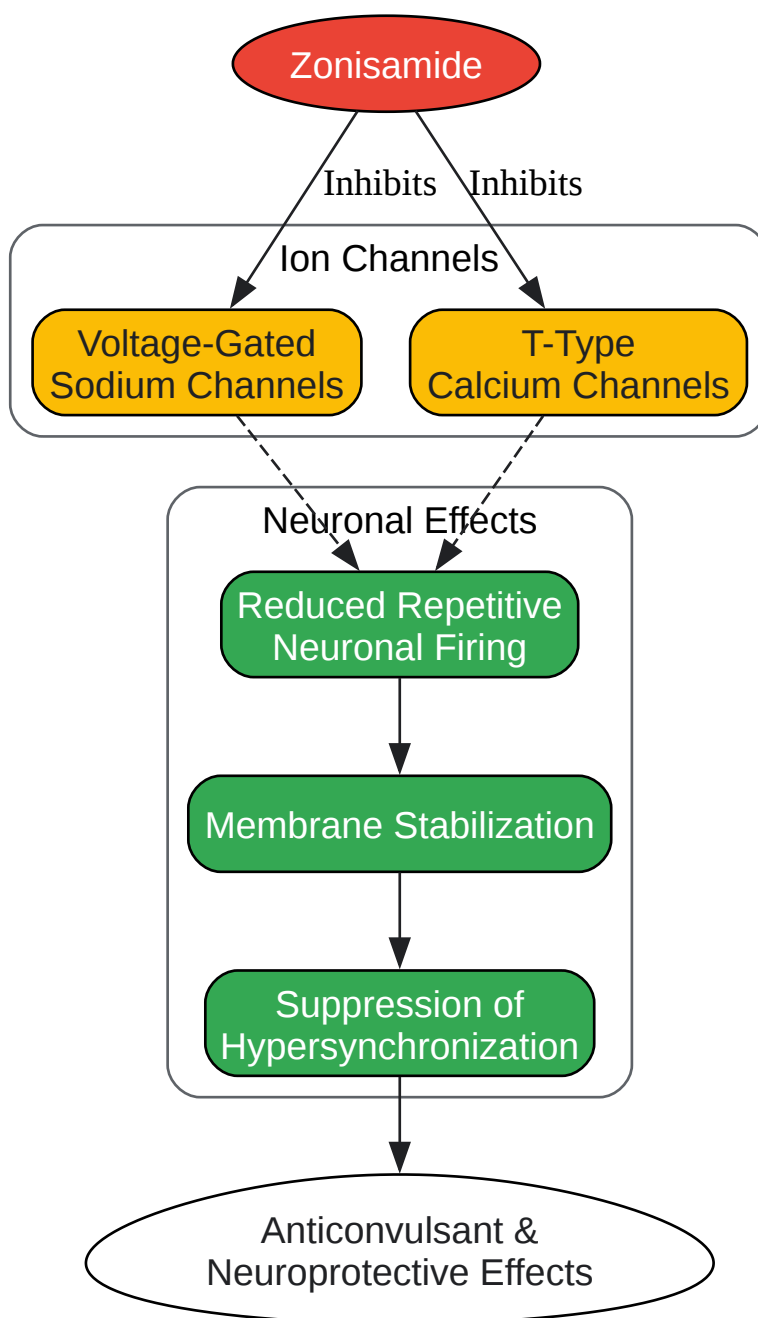 Zonisamide
Inhibits Inhibits
Ion Channels
Voltage-Gated
Sodium Channels
T-Type
Calcium Channels
Neuronal Effects
Reduced Repetitive
Neuronal Firing
Membrane Stabilization
Suppression of
Hypersynchronization
Anticonvulsant &
Neuroprotective Effects